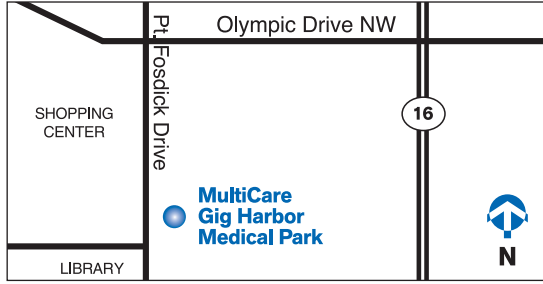 Olympic Drive NW
Pt. Fosdick Drive
SHOPPING
CENTER
16
MultiCare
Gig Harbor
Medical Park
N
LIBRARY